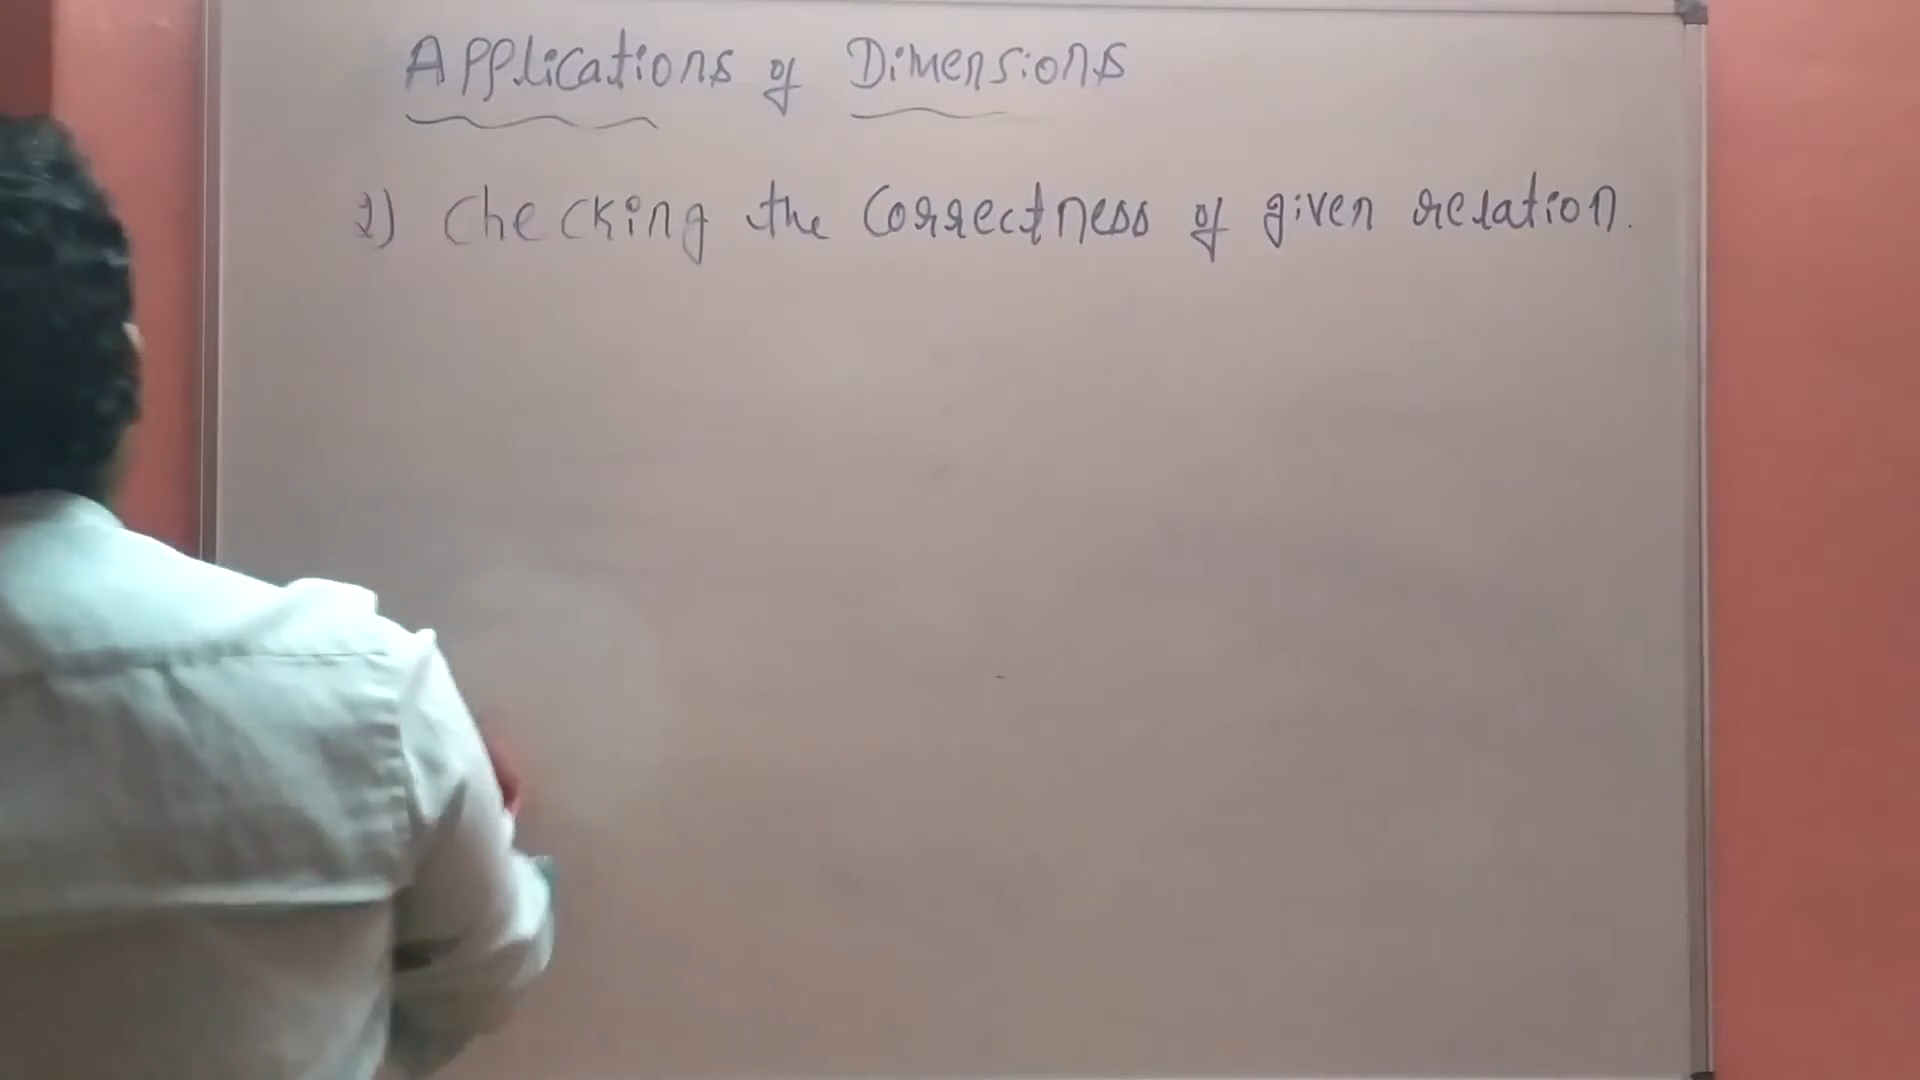 Applications of Dimensions
2) Checking the Correctness of given relation.